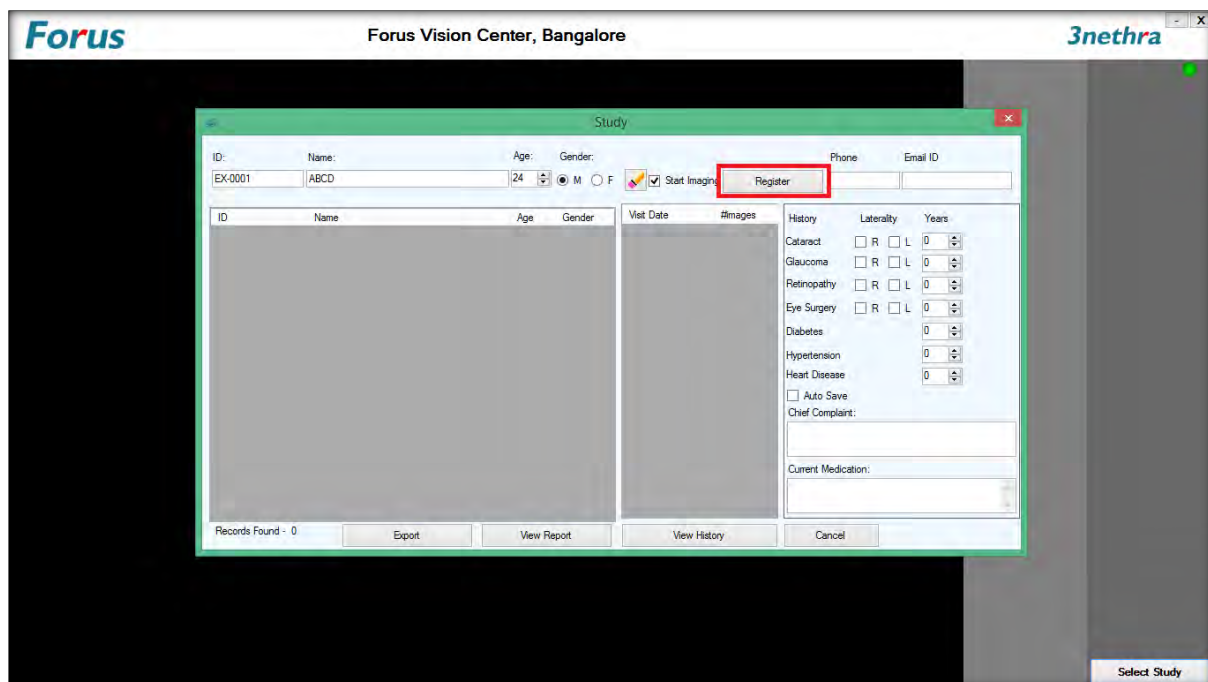 Forus
Forus Vision Center, Bangalore
3nethra
- X
Study
ID: Name: Age: Gender: Phone Email ID
EX-0001 ABCD 24 M F Start Imaging Register
ID Name Age Gender Visit Date #Images History Laterality Years
Cataract R L 0
Glaucoma R L 0
Retinopathy R L 0
Eye Surgery R L 0
Diabetes 0
Hypertension 0
Heart Disease 0
Auto Save
Chief Complaint:
Current Medication:
Records Found - 0 Export View Report View History Cancel
Select Study